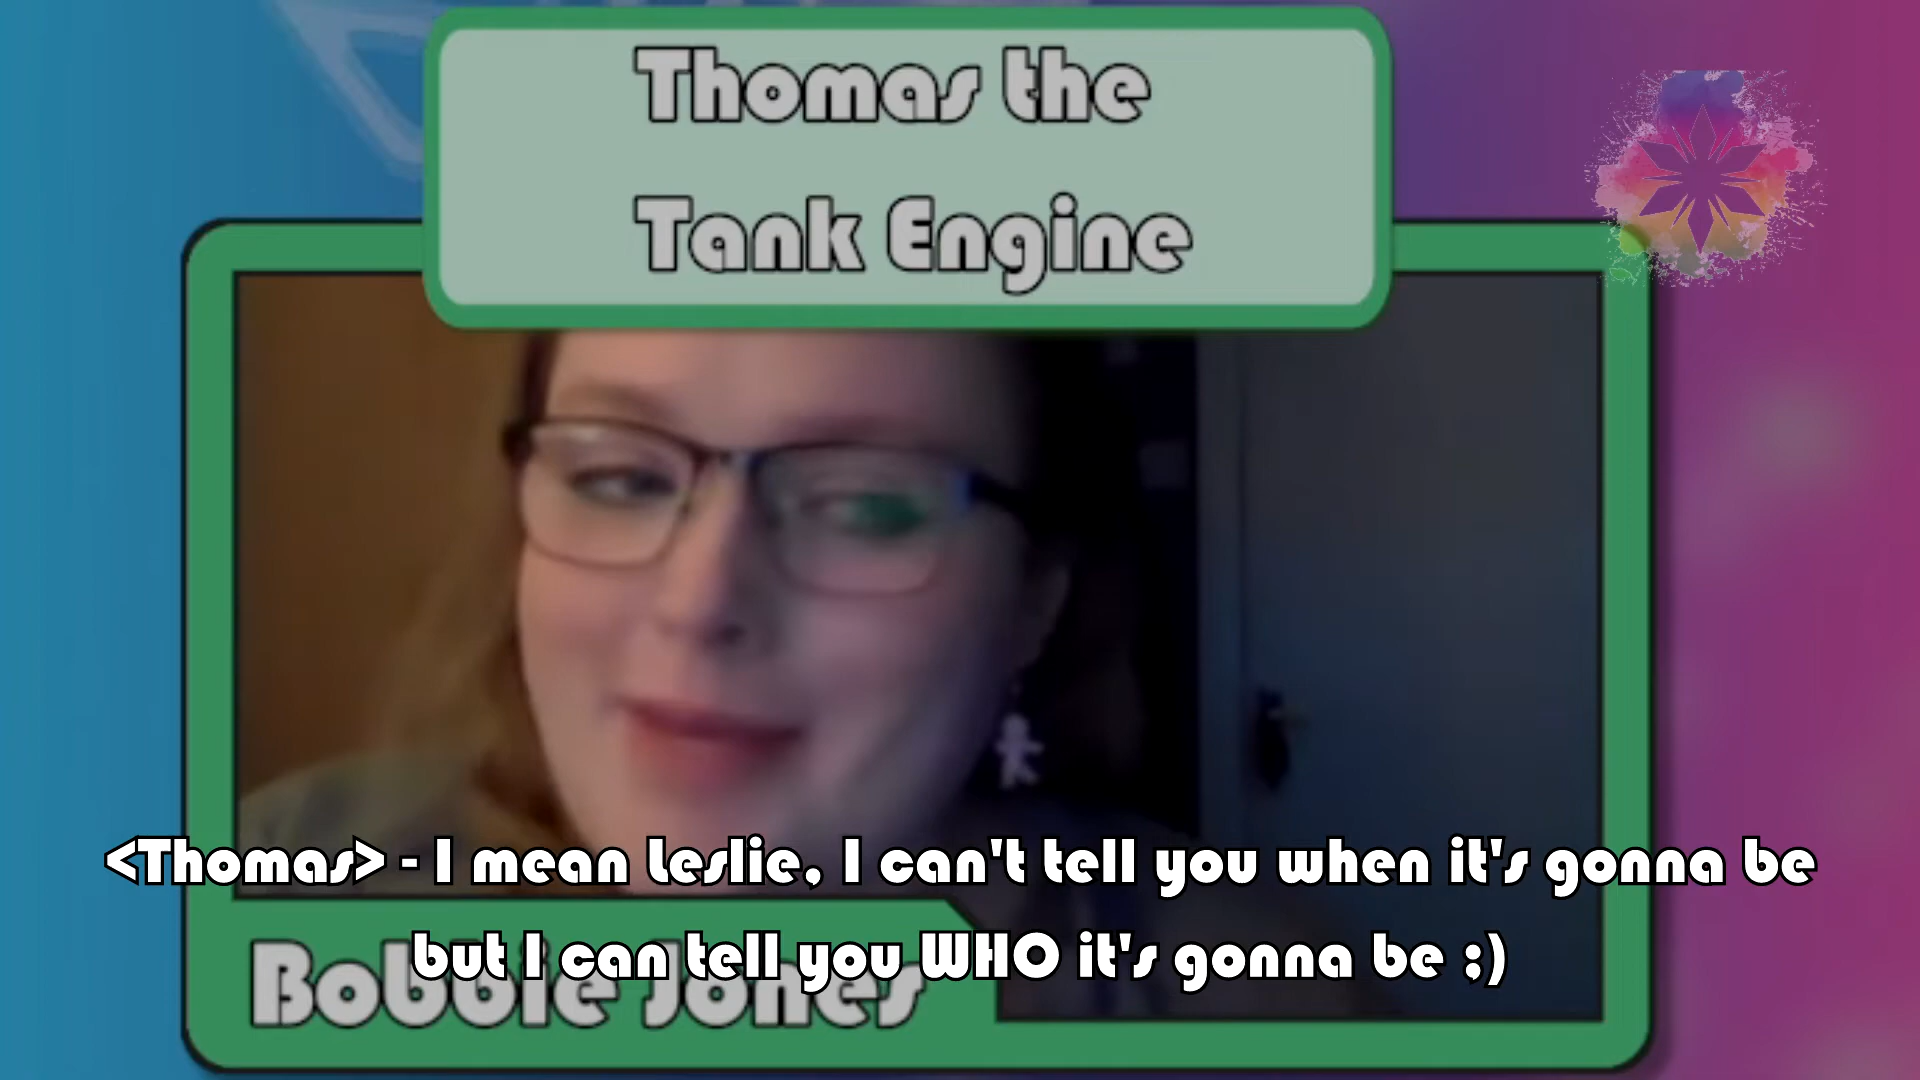 Thomas the
Tank Engine
<Thomas> - I mean Leslie, I can't tell you when it's gonna be
but I can tell you WHO it's gonna be ;)
Bobbie Jones